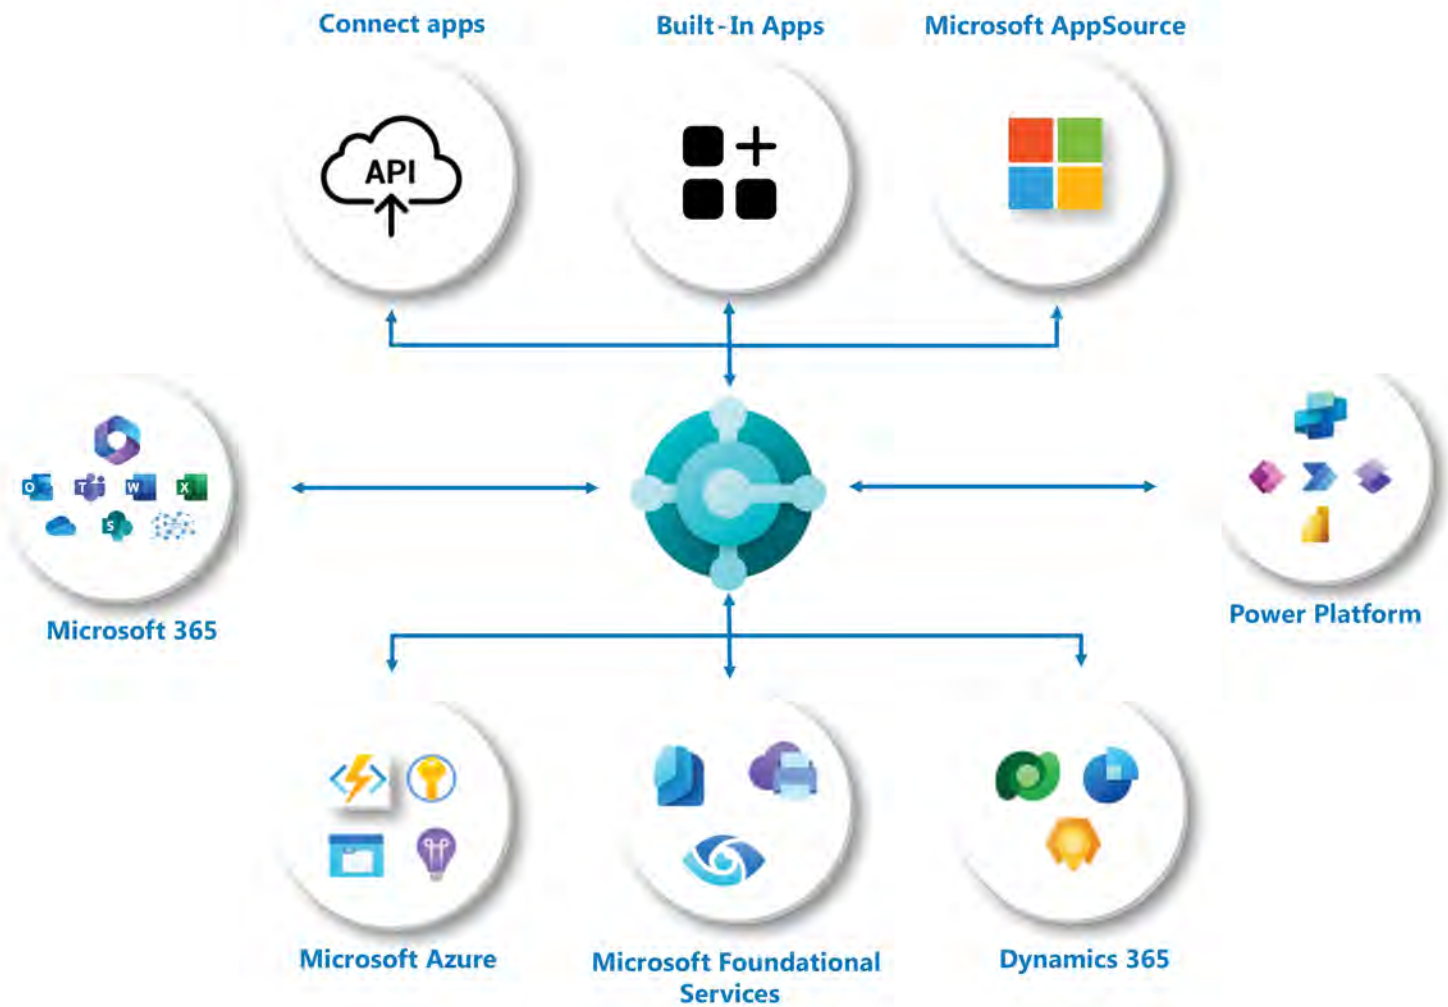 Connect apps
Built-In Apps
Microsoft AppSource
API
O
T
W
X
S
Microsoft 365
Power Platform
Microsoft Azure
Microsoft Foundational
Services
Dynamics 365